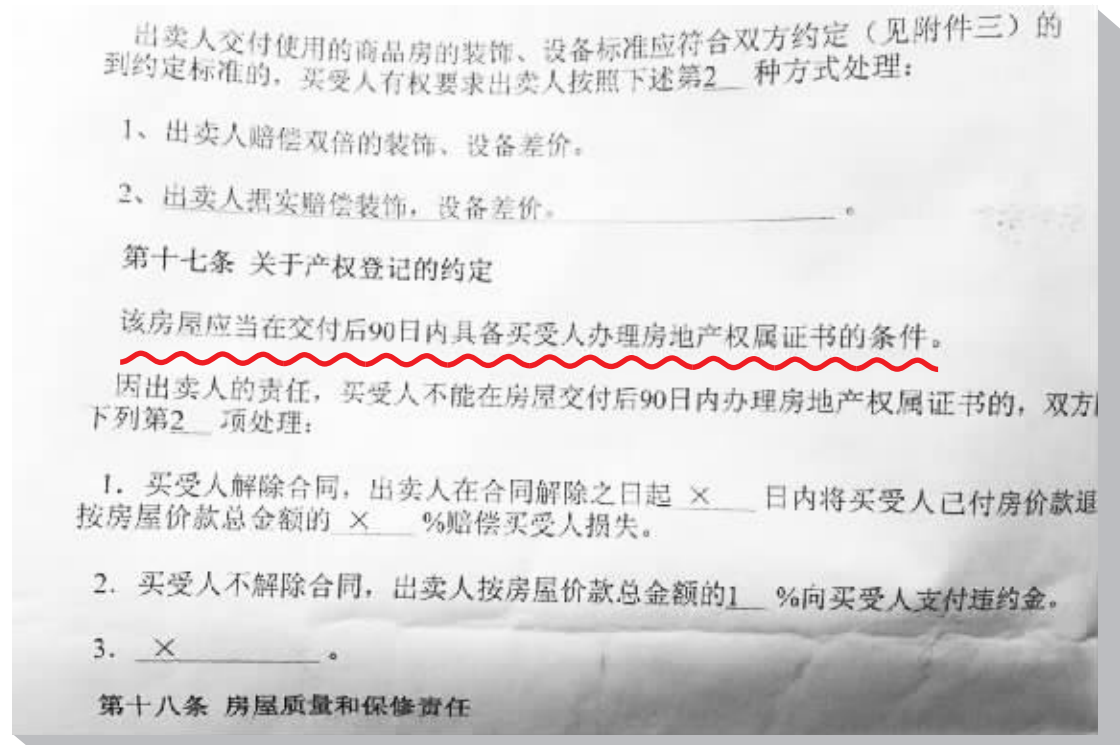 出卖人交付使用的商品房的装饰、设备标准应符合双方约定（见附件三）的
到约定标准的，买受人有权要求出卖人按照下述第2__ 种方式处理：
1、出卖人赔偿双倍的装饰、设备差价。
2、出卖人据实赔偿装饰，设备差价。______。
第十七条 关于产权登记的约定
该房屋应当在交付后90日内具备买受人办理房地产权属证书的条件。
因出卖人的责任，买受人不能在房屋交付后90日内办理房地产权属证书的，双方
下列第2__ 项处理：
1. 买受人解除合同，出卖人在合同解除之日起 × 日内将买受人已付房价款退
按房屋价款总金额的 × %赔偿买受人损失。
2. 买受人不解除合同，出卖人按房屋价款总金额的1__ %向买受人支付违约金。
3. × 。
第十八条 房屋质量和保修责任